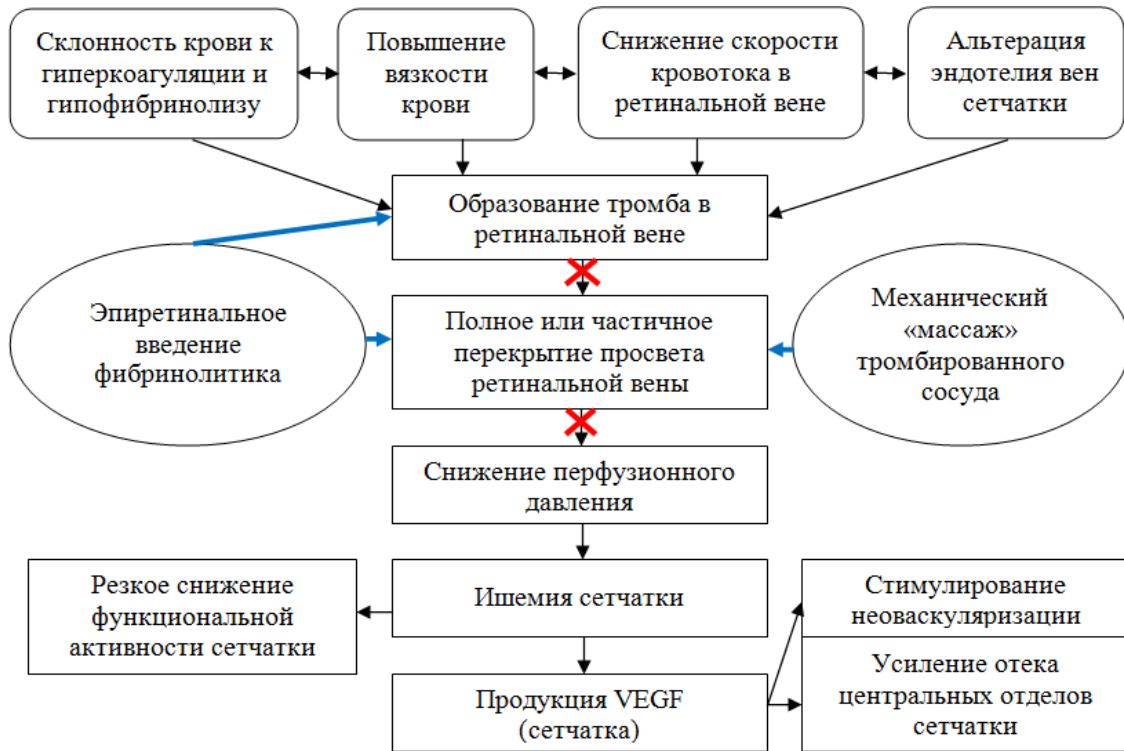 Склонность крови к
гиперкоагуляции и
гипофибринолизу
Повышение
вязкости
крови
Снижение скорости
кровотока в
ретинальной вене
Альтерация
эндотелия вен
сетчатки
Образование тромба в
ретинальной вене
Эпиретинальное
введение
фибринолитика
Полное или частичное
перекрытие просвета
ретинальной вены
Механический
«массаж»
тромбированного
сосуда
Снижение перфузионного
давления
Резкое снижение
функциональной
активности сетчатки
Ишемия сетчатки
Стимулирование
неоваскуляризации
Продукция VEGF
(сетчатка)
Усиление отека
центральных отделов
сетчатки